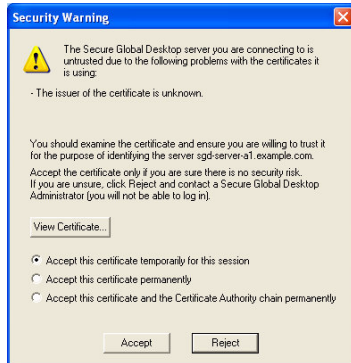 Security Warning
The Secure Global Desktop server you are connecting to is
untrusted due to the following problems with the certificates it
is using:
- The issuer of the certificate is unknown.
You should examine the certificate and ensure you are willing to trust it
for the purpose of identifying the server sgd-server-a1.example.com.
Accept the certificate only if you are sure there is no security risk.
If you are unsure, click Reject and contact a Secure Global Desktop
Administrator (you will not be able to log in).
View Certificate...
Accept this certificate temporarily for this session
Accept this certificate permanently
Accept this certificate and the Certificate Authority chain permanently
Accept Reject